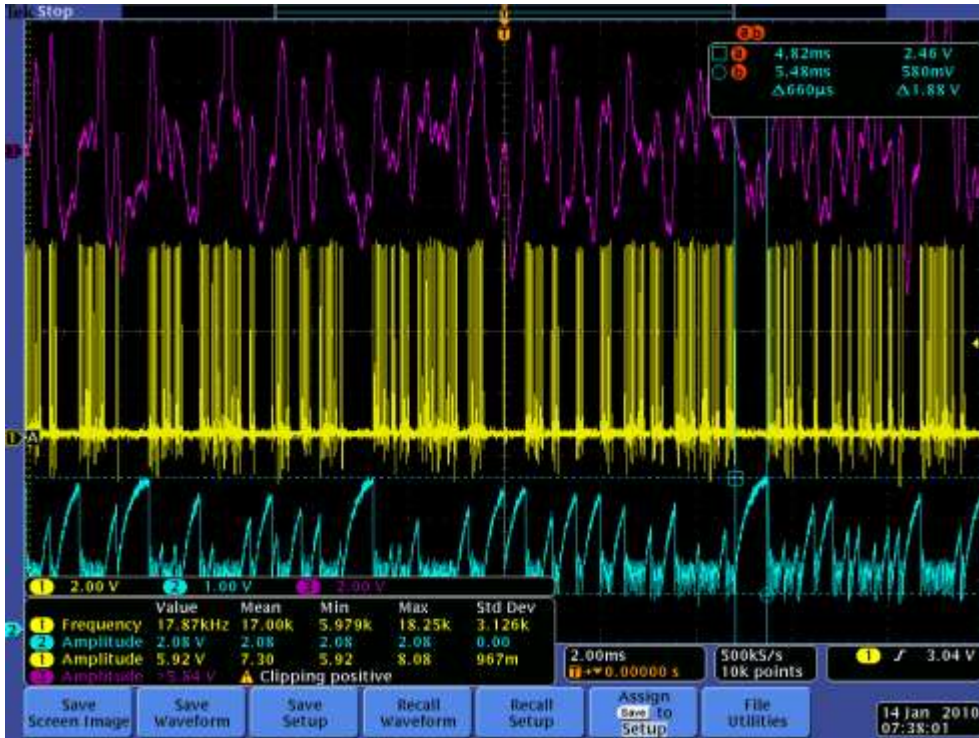 Tek Stop
a b
a 4.82ms 2.46 V
b 5.48ms 580mV
Δ660µs Δ1.88 V
1 2.00 V 2 1.00 V 3 2.00 V
Value Mean Min Max Std Dev
1 Frequency 17.87kHz 17.00k 5.979k 18.25k 3.126k
2 Amplitude 2.08 V 2.08 2.08 2.08 0.00
1 Amplitude 5.92 V 7.30 5.92 8.08 967m
3 Amplitude >5.84 V Clipping positive
2.00ms
T→▼0.00000 s
500kS/s
10k points
1 3.04 V
Save
Screen Image
Save
Waveform
Save
Setup
Recall
Waveform
Recall
Setup
Assign
Save to
Setup
File
Utilities
14 Jan 2010
07:38:01